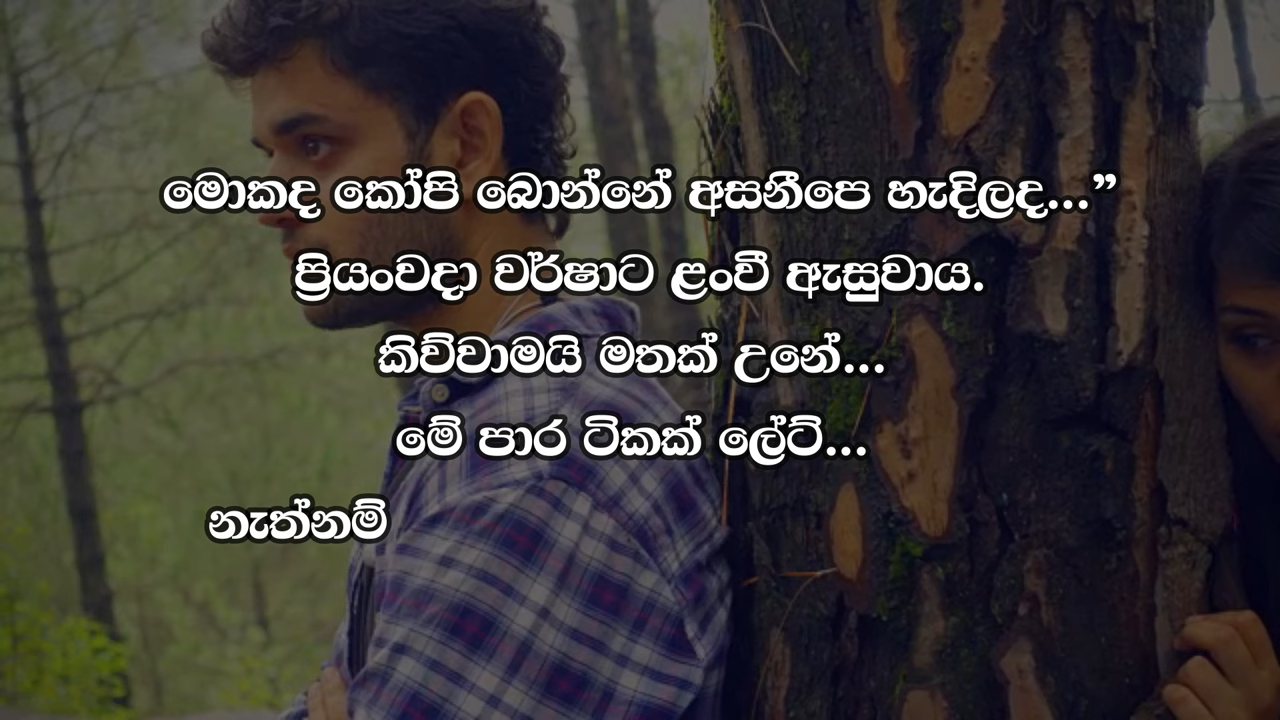 මොකද කෝපි බොන්නේ අසනීපෙ හැදිලද...”
ප්‍රියංවදා වර්ෂාට ළංවී ඇසුවාය.
කිව්වාමයි මතක් උනේ...
මේ පාර ටිකක් ලේට්...
නැත්නම්